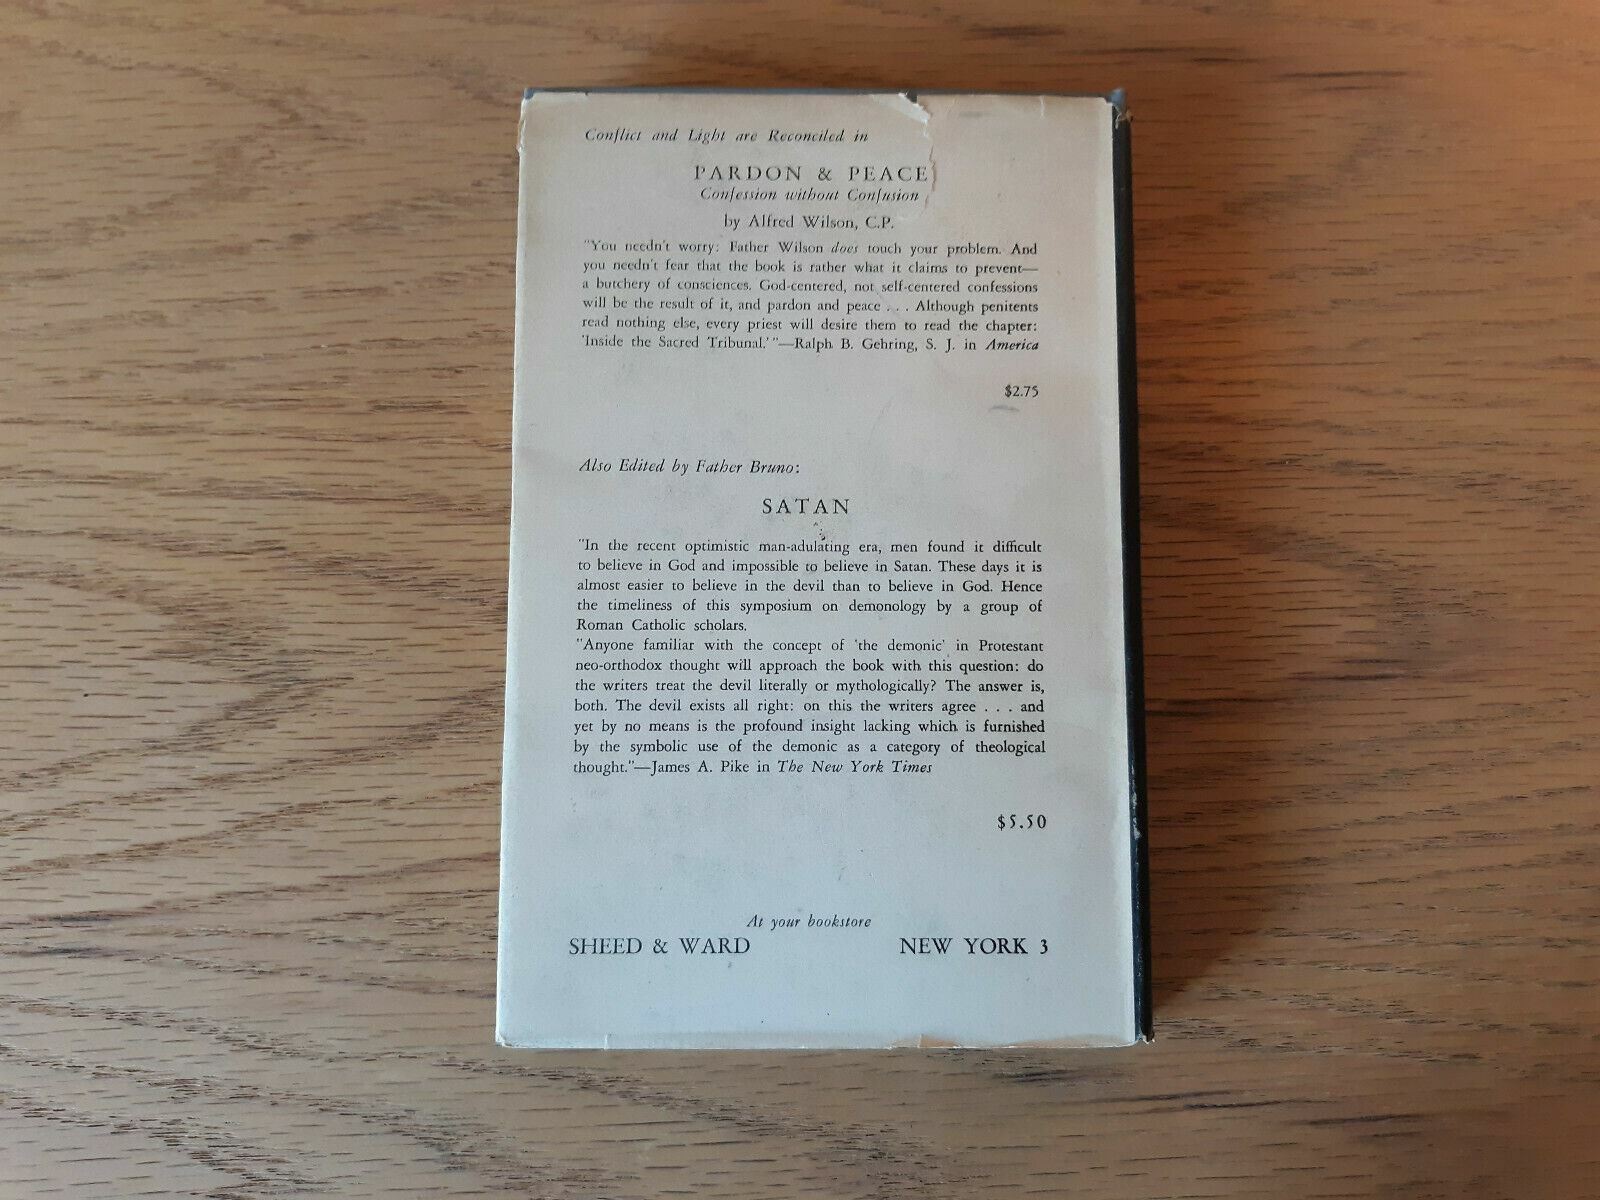 Conflict and Light are Reconciled in
PARDON & PEACE
Confession without Confusion
by Alfred Wilson, C.P.
"You needn't worry: Father Wilson does touch your problem. And
you needn't fear that the book is rather what it claims to prevent—
a butchery of consciences. God-centered, not self-centered confessions
will be the result of it, and pardon and peace . . . Although penitents
read nothing else, every priest will desire them to read the chapter:
'Inside the Sacred Tribunal.' "—Ralph B. Gehring, S. J. in America
$2.75
Also Edited by Father Bruno:
SATAN
"In the recent optimistic man-adulating era, men found it difficult
to believe in God and impossible to believe in Satan. These days it is
almost easier to believe in the devil than to believe in God. Hence
the timeliness of this symposium on demonology by a group of
Roman Catholic scholars.
"Anyone familiar with the concept of 'the demonic' in Protestant
neo-orthodox thought will approach the book with this question: do
the writers treat the devil literally or mythologically? The answer is,
both. The devil exists all right: on this the writers agree . . . and
yet by no means is the profound insight lacking which is furnished
by the symbolic use of the demonic as a category of theological
thought."—James A. Pike in The New York Times
$5.50
At your bookstore
SHEED & WARD NEW YORK 3